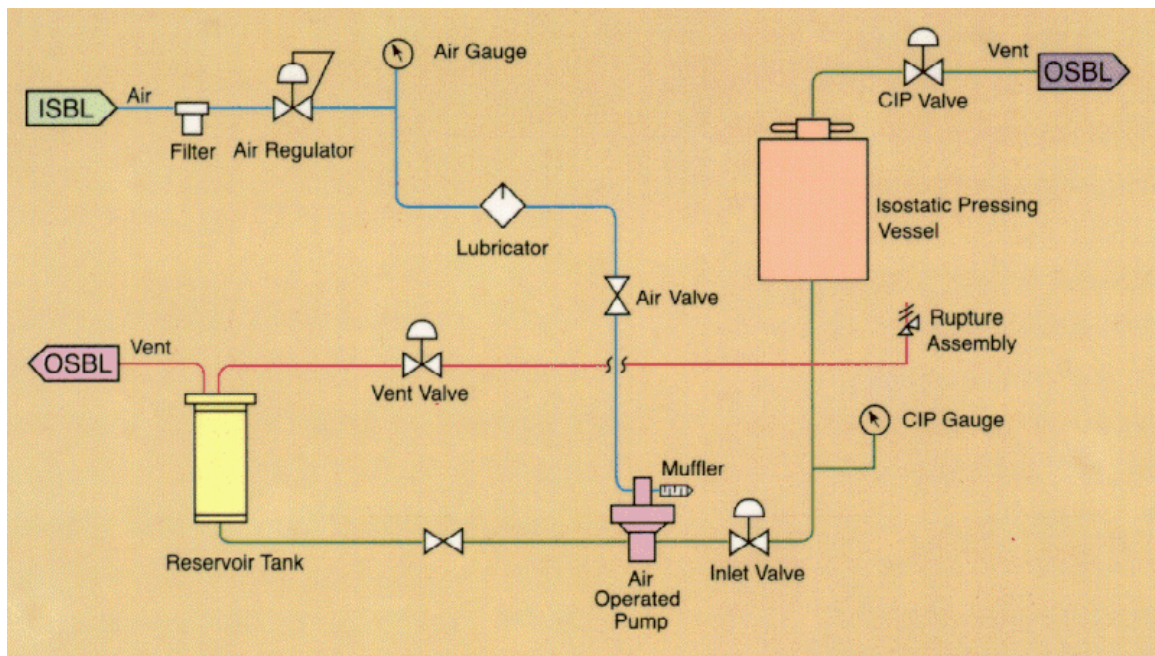 Air Gauge
Vent
OSBL
CIP Valve
ISBL
Air
Filter
Air Regulator
Isostatic Pressing
Vessel
Lubricator
Air Valve
Rupture
Assembly
OSBL
Vent
Vent Valve
CIP Gauge
Muffler
Reservoir Tank
Air
Operated
Pump
Inlet Valve